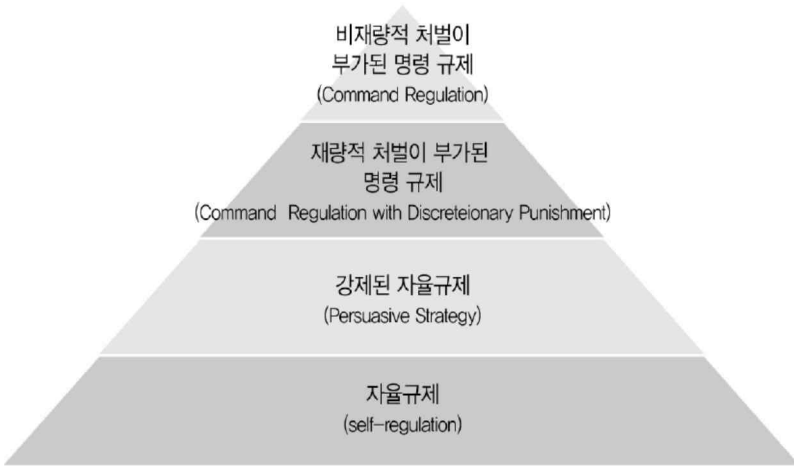 비재량적 처벌이
부가된 명령 규제
(Command Regulation)
재량적 처벌이 부가된
명령 규제
(Command Regulation with Discreteionary Punishment)
강제된 자율규제
(Persuasive Strategy)
자율규제
(self-regulation)